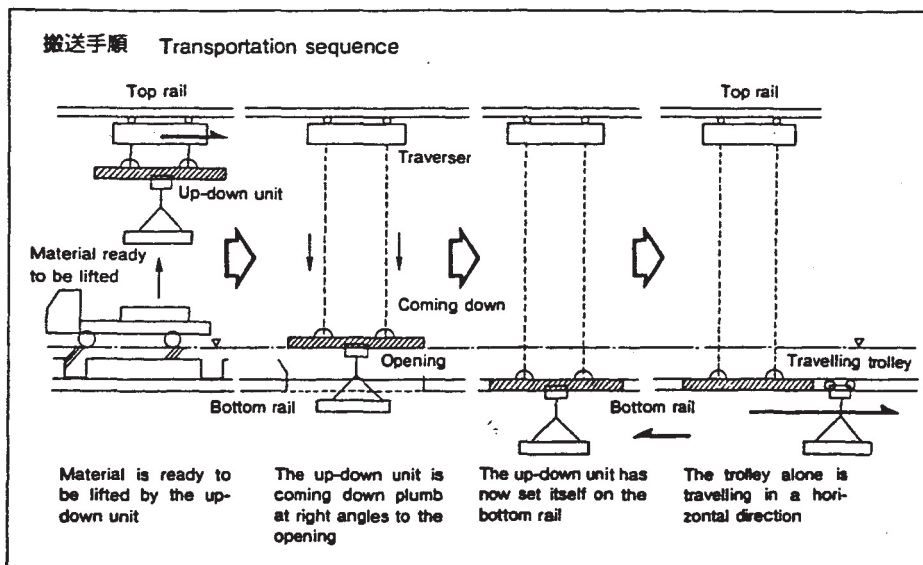 搬送手順 Transportation sequence
Top rail
Top rail
Traverser
Up-down unit
Material ready
to be lifted
Coming down
Opening
Travelling trolley
Bottom rail
Bottom rail
Material is ready to
be lifted by the up-
down unit
The up-down unit is
coming down plumb
at right angles to the
opening
The up-down unit has
now set itself on the
bottom rail
The trolley alone is
travelling in a hori-
zontal direction